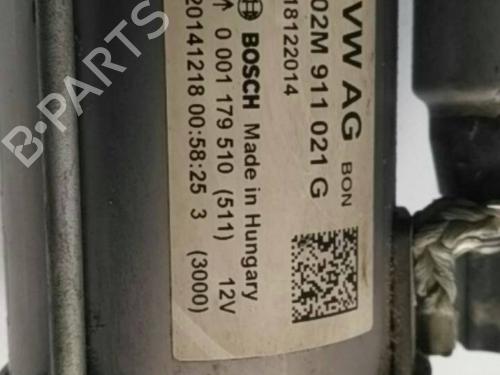 VW AG BON
02M 911 021 G
18122014
BOSCH Made in Hungary
0 001 179 510 (511) 12V
20141218 00:58:25 3 (3000)
B-PARTS